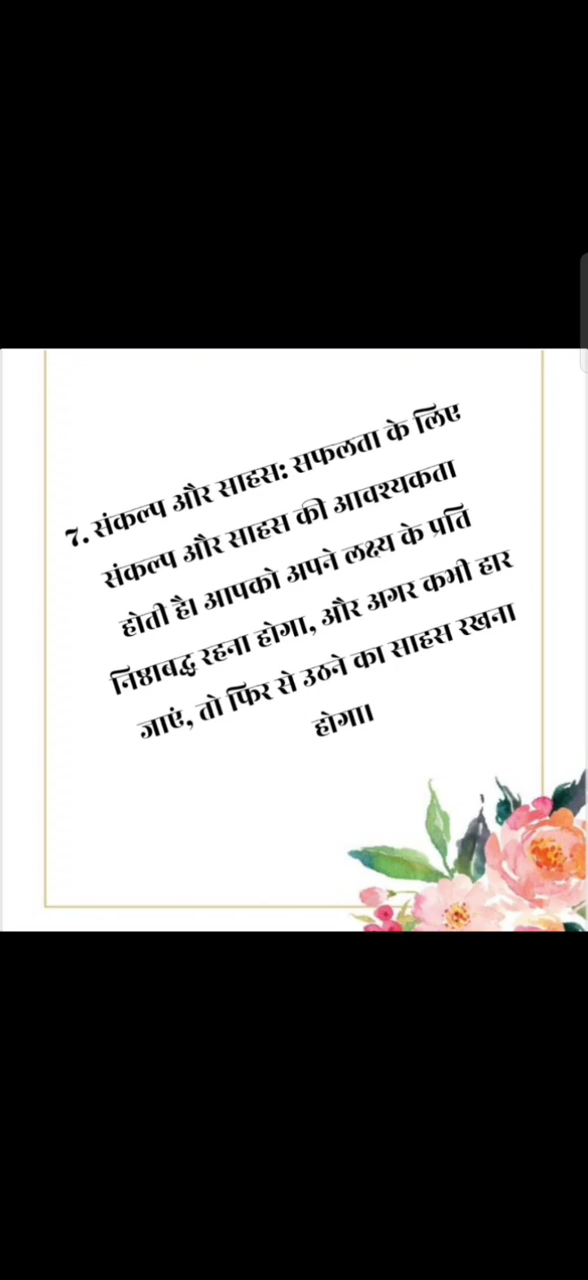 7. संकल्प और साहस: सफलता के लिए
संकल्प और साहस की आवश्यकता
होती है। आपको अपने लक्ष्य के प्रति
निष्ठाबद्ध रहना होगा, और अगर कभी हार
जाएं, तो फिर से उठने का साहस रखना
होगा।